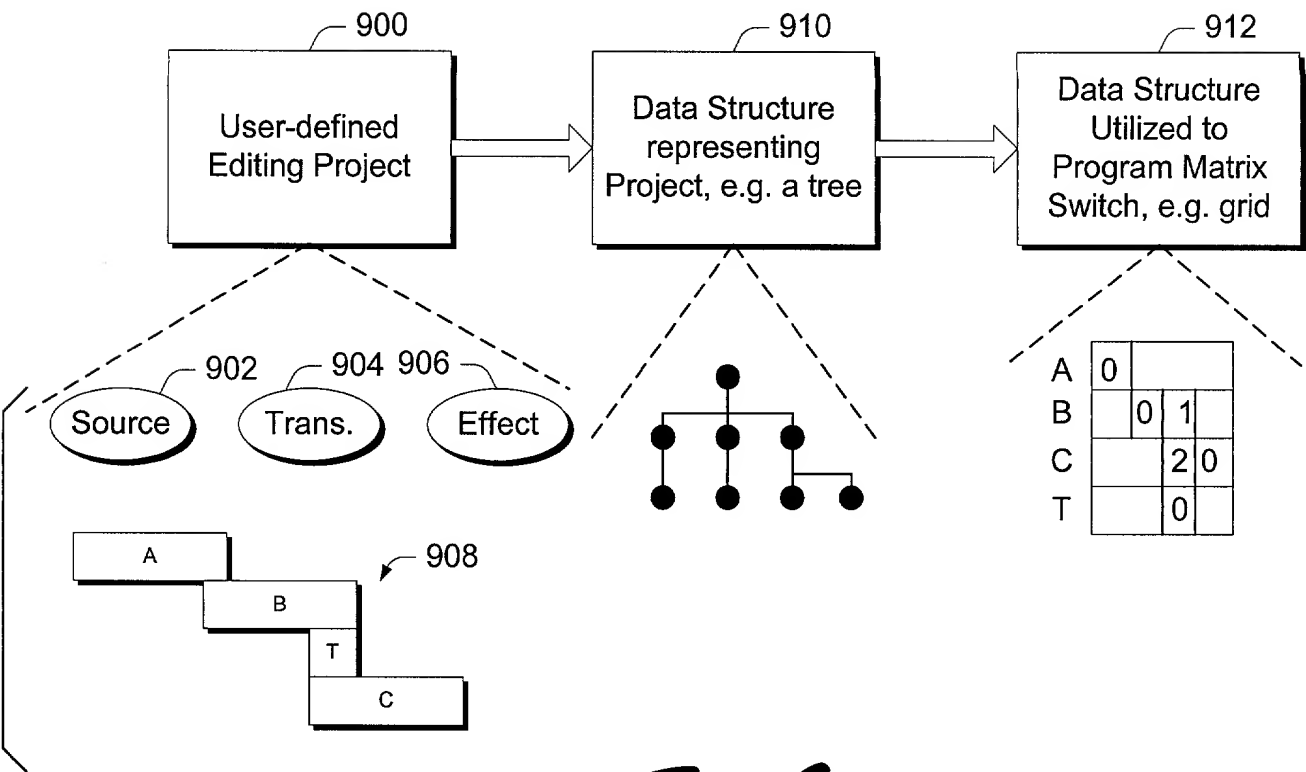 900
910
912
User-defined
Editing Project
Data Structure
representing
Project, e.g. a tree
Data Structure
Utilized to
Program Matrix
Switch, e.g. grid
902
904
906
Source
Trans.
Effect
A
B
T
C
908
A 0
B 0 1
C 2 0
T 0